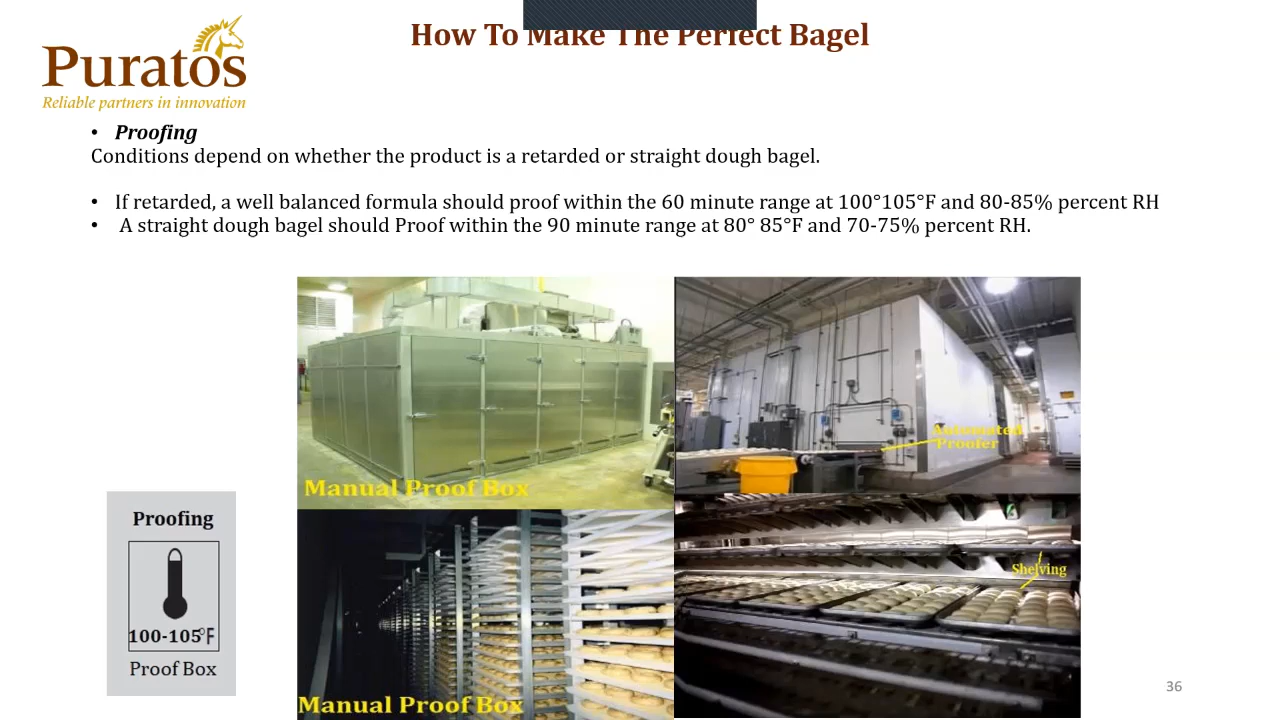 How To Make The Perfect Bagel
Puratos
Reliable partners in innovation
• Proofing
Conditions depend on whether the product is a retarded or straight dough bagel.
• If retarded, a well balanced formula should proof within the 60 minute range at 100°105°F and 80-85% percent RH
• A straight dough bagel should Proof within the 90 minute range at 80° 85°F and 70-75% percent RH.
Automated
Proofer
Manual Proof Box
Proofing
100-105°F
Proof Box
Shelving
Manual Proof Box
36